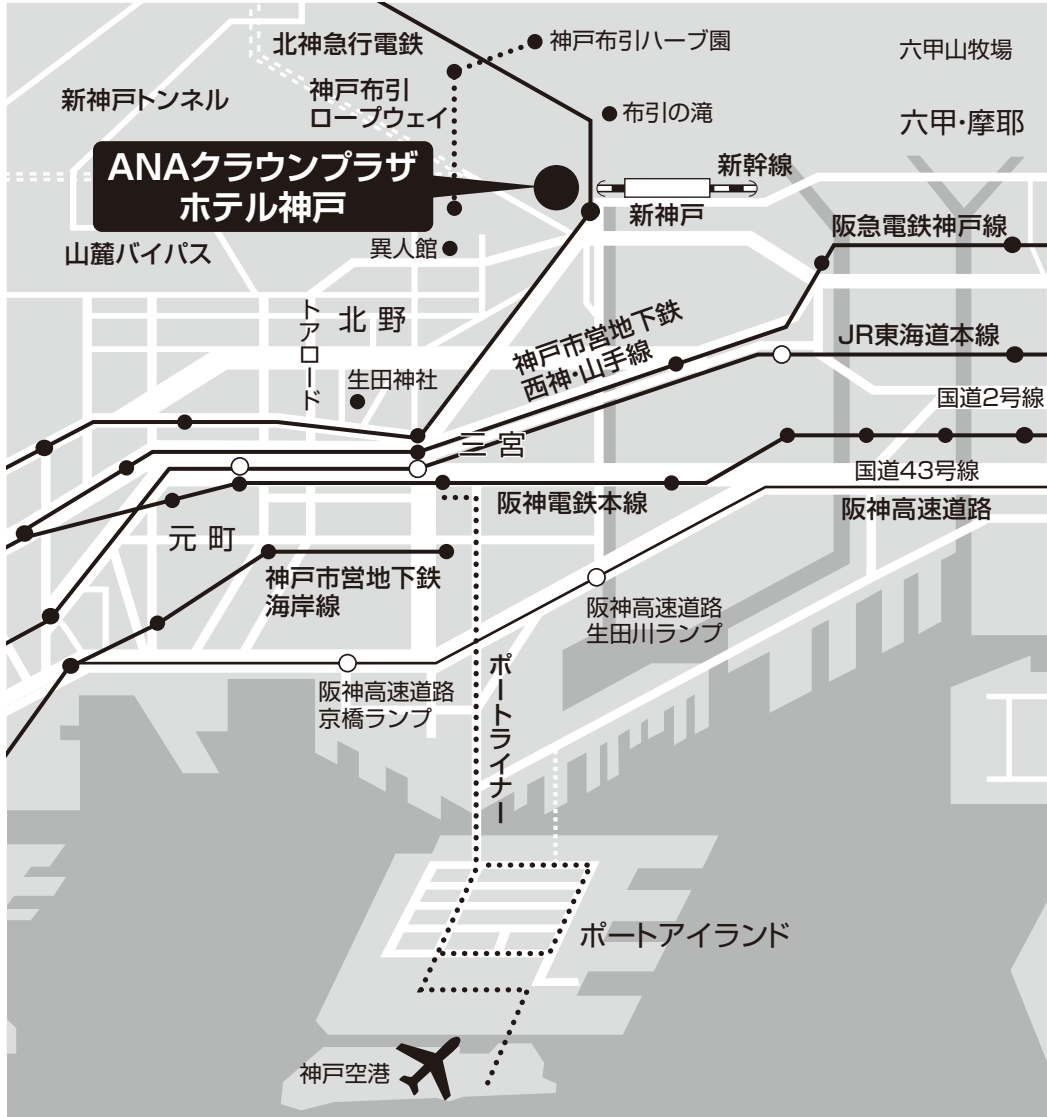 北神急行電鉄
神戸布引ハーブ園
六甲山牧場
新神戸トンネル
神戸布引
ロープウェイ
布引の滝
六甲・摩耶
ANAクラウンプラザ
ホテル神戸
新幹線
新神戸
阪急電鉄神戸線
山麓バイパス
異人館
トアロード
北野
神戸市営地下鉄
西神・山手線
JR東海道本線
生田神社
国道2号線
三宮
国道43号線
阪神電鉄本線
阪神高速道路
元町
神戸市営地下鉄
海岸線
阪神高速道路
生田川ランプ
阪神高速道路
京橋ランプ
ポートライナー
ポートアイランド
神戸空港